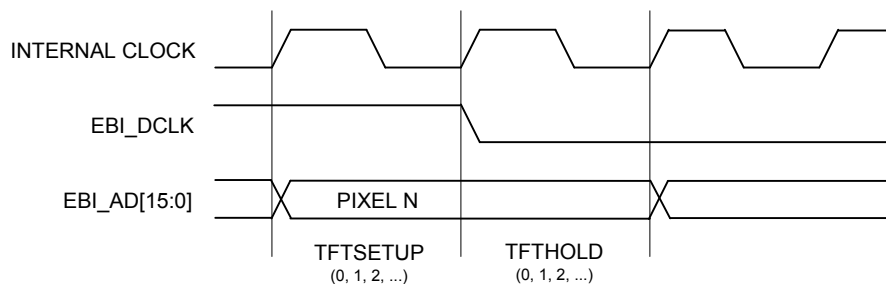 INTERNAL CLOCK
EBI_DCLK
EBI_AD[15:0]
PIXEL N
TFTSETUP
(0, 1, 2, ...)
TFTHOLD
(0, 1, 2, ...)